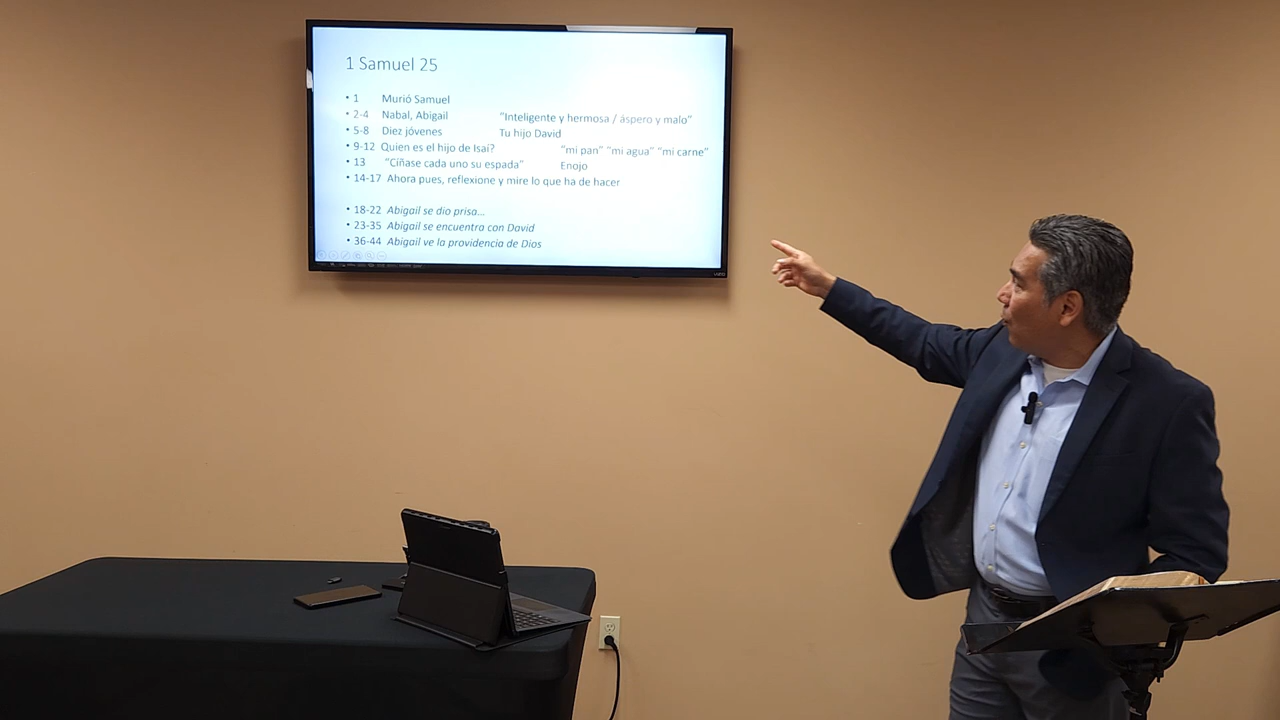 1 Samuel 25
• 1 Murió Samuel
• 2-4 Nabal, Abigail "Inteligente y hermosa / áspero y malo"
• 5-8 Diez jóvenes Tu hijo David
• 9-12 Quien es el hijo de Isaí? "mi pan" "mi agua" "mi carne"
• 13 "Cíñase cada uno su espada" Enojo
• 14-17 Ahora pues, reflexione y mire lo que ha de hacer
• 18-22 Abigail se dio prisa...
• 23-35 Abigail se encuentra con David
• 36-44 Abigail ve la providencia de Dios